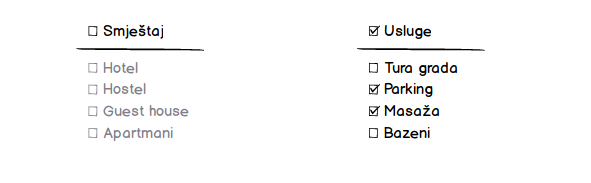 Smještaj
Hotel
Hostel
Guest house
Apartmani
Usluge
Tura grada
Parking
Masaža
Bazeni